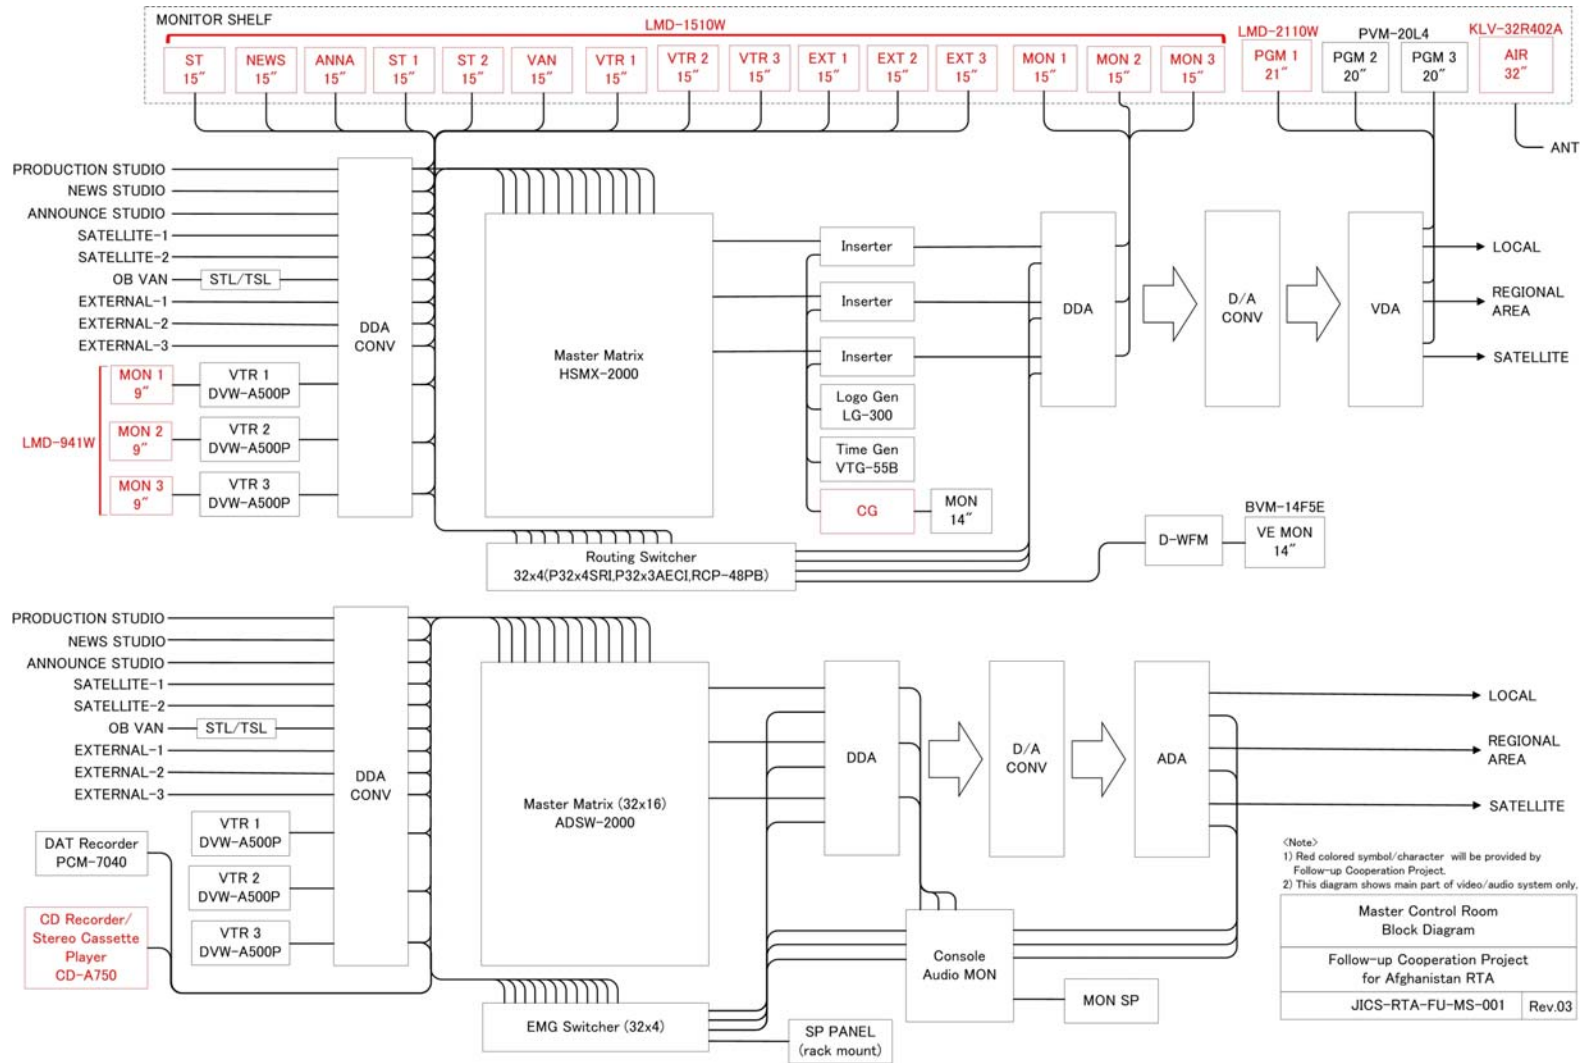 MONITOR SHELF
LMD-1510W
LMD-2110W
PVM-20L4
KLV-32R402A
ST
15"
NEWS
15"
ANNA
15"
ST 1
15"
ST 2
15"
VAN
15"
VTR 1
15"
VTR 2
15"
VTR 3
15"
EXT 1
15"
EXT 2
15"
EXT 3
15"
MON 1
15"
MON 2
15"
MON 3
15"
PGM 1
21"
PGM 2
20"
PGM 3
20"
AIR
32"
ANT
PRODUCTION STUDIO
NEWS STUDIO
ANNOUNCE STUDIO
SATELLITE-1
SATELLITE-2
OB VAN
STL/TSL
EXTERNAL-1
EXTERNAL-2
EXTERNAL-3
LMD-941W
MON 1
9"
VTR 1
DVW-A500P
MON 2
9"
VTR 2
DVW-A500P
MON 3
9"
VTR 3
DVW-A500P
DDA
CONV
Master Matrix
HSMX-2000
Inserter
Inserter
Inserter
Logo Gen
LG-300
Time Gen
VTG-55B
CG
MON
14"
DDA
D/A
CONV
VDA
LOCAL
REGIONAL
AREA
SATELLITE
Routing Switcher
32x4(P32x4SRI,P32x3AECI,RCP-48PB)
D-WFM
BVM-14F5E
VE MON
14"
PRODUCTION STUDIO
NEWS STUDIO
ANNOUNCE STUDIO
SATELLITE-1
SATELLITE-2
OB VAN
STL/TSL
EXTERNAL-1
EXTERNAL-2
EXTERNAL-3
DAT Recorder
PCM-7040
CD Recorder/
Stereo Cassette
Player
CD-A750
VTR 1
DVW-A500P
VTR 2
DVW-A500P
VTR 3
DVW-A500P
DDA
CONV
Master Matrix (32x16)
ADSW-2000
EMG Switcher (32x4)
DDA
D/A
CONV
ADA
LOCAL
REGIONAL
AREA
SATELLITE
Console
Audio MON
MON SP
SP PANEL
(rack mount)
<Note>
1) Red colored symbol/character will be provided by
Follow-up Cooperation Project.
2) This diagram shows main part of video/audio system only.
Master Control Room
Block Diagram
Follow-up Cooperation Project
for Afghanistan RTA
JICS-RTA-FU-MS-001
Rev.03